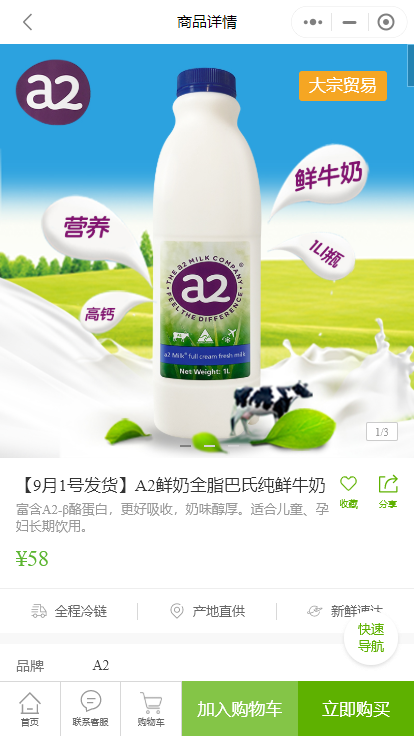 商品详情
a2
大宗贸易
鲜牛奶
营养
1L/瓶
高钙
THE a2 MILK COMPANY
a2
®
FEEL THE DIFFERENCE
a2 Milk® full cream fresh milk
Net Weight: 1L
1/3
【9月1号发货】A2鲜奶全脂巴氏纯鲜牛奶
收藏
分享
富含A2-β酪蛋白，更好吸收，奶味醇厚。适合儿童、孕
妇长期饮用。
¥58
全程冷链
产地直供
新鲜速达
快速
导航
品牌
A2
首页
联系客服
购物车
加入购物车
立即购买